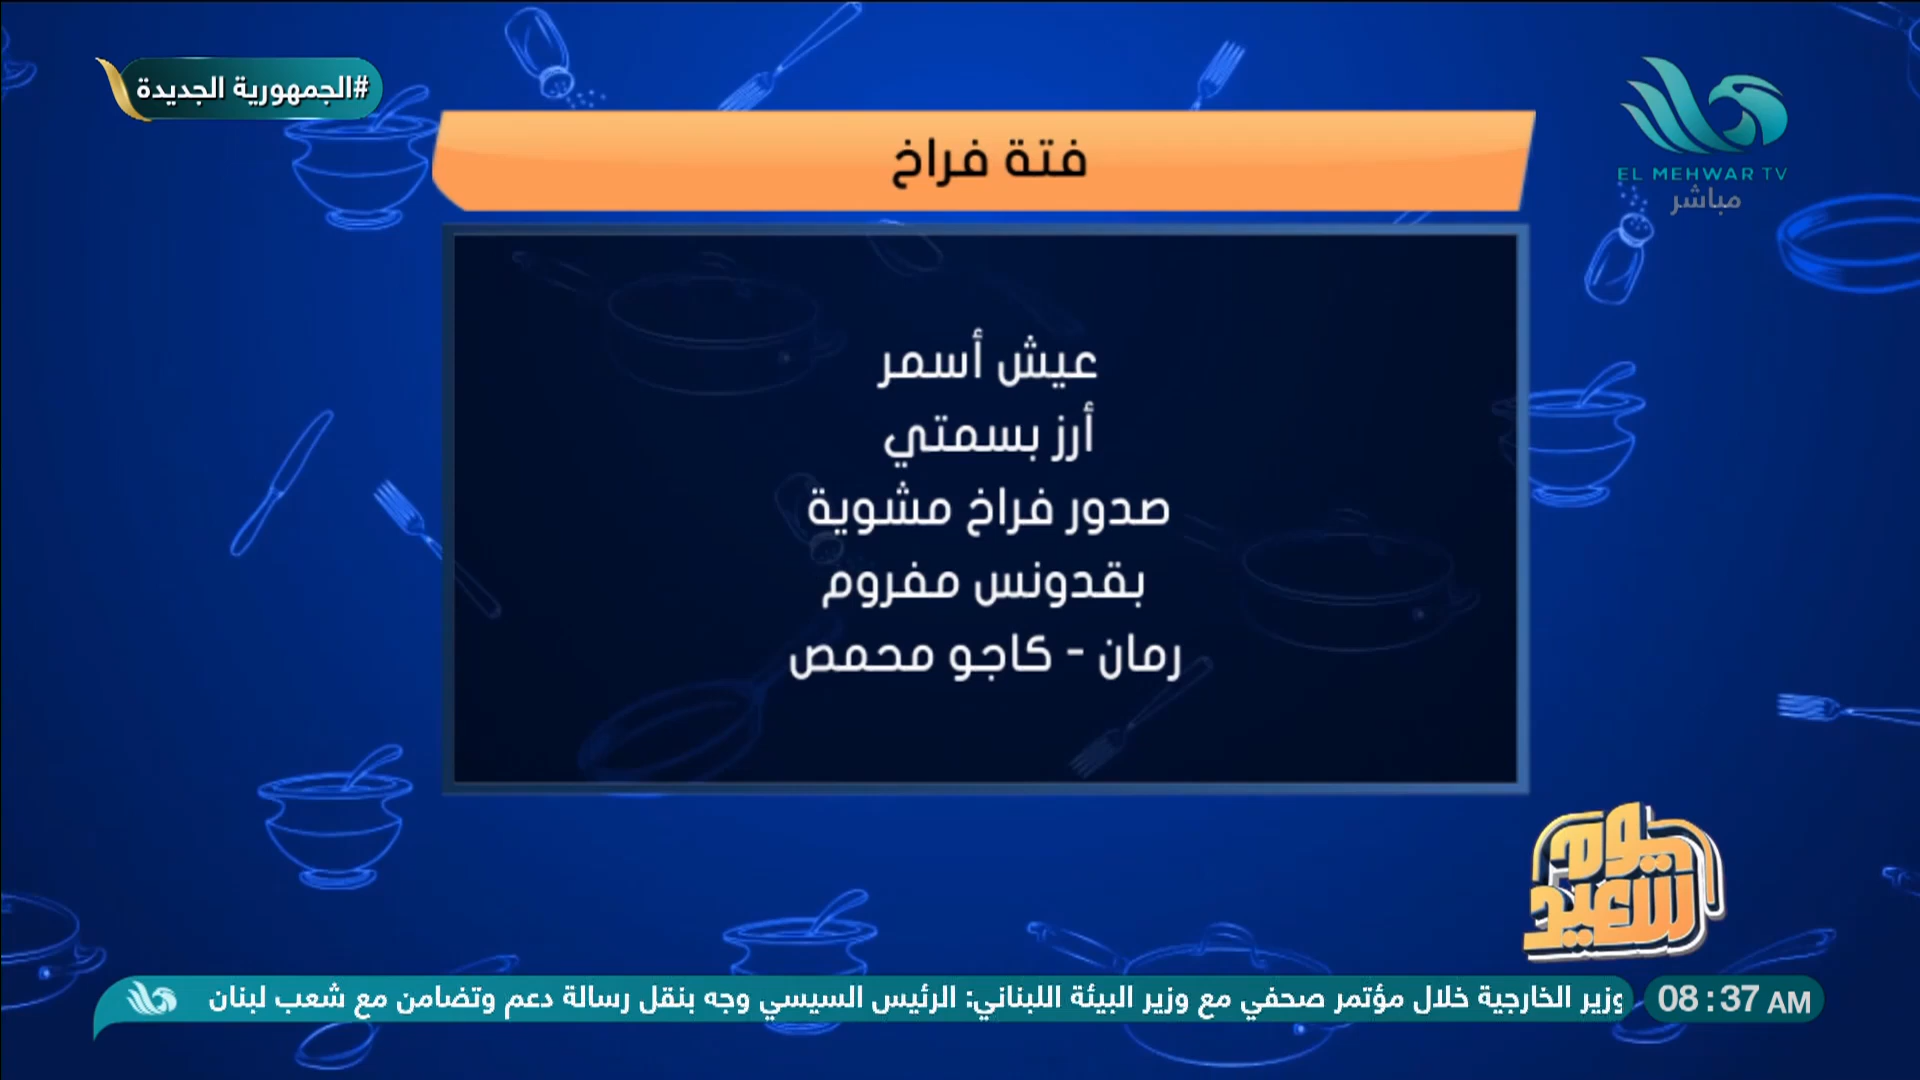 #الجمهورية الجديدة
EL MEHWAR TV
مباشر
فتة فراخ
عيش أسمر
أرز بسمتي
صدور فراخ مشوية
بقدونس مفروم
رمان - كاجو محمص
يوم سعيد
وزير الخارجية خلال مؤتمر صحفي مع وزير البيئة اللبناني: الرئيس السيسي وجه بنقل رسالة دعم وتضامن مع شعب لبنان
08:37 AM